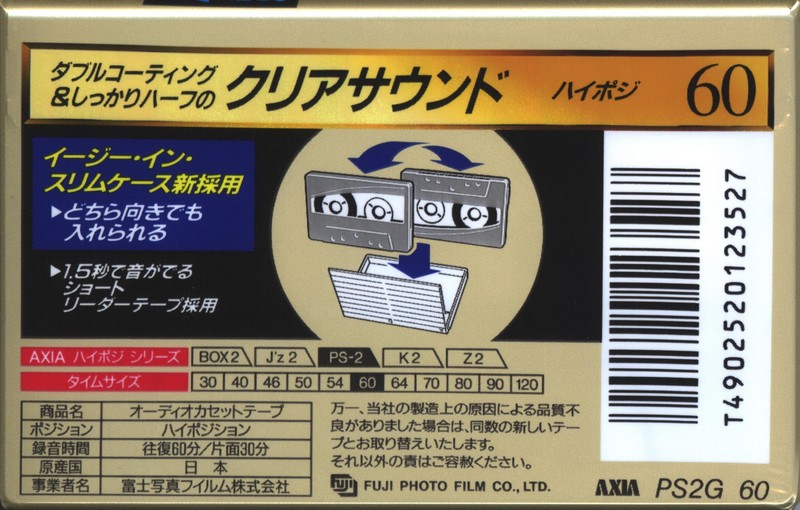 ダブルコーティング
&しっかりハーフの
クリアサウンド ハイポジ 60
イージー・イン・
スリムケース新採用
▶どちら向きでも
入れられる
▶1.5秒で音がでる
ショート
リーダーテープ採用
T4902520123527
AXIA ハイポジ シリーズ BOX2 J'z 2 PS-2 K2 Z2
タイムサイズ 30 40 46 50 54 60 64 70 80 90 120
商品名 オーディオカセットテープ
ポジション ハイポジション
録音時間 往復60分/片面30分
原産国 日本
事業者名 富士写真フイルム株式会社
万一、当社の製造上の原因による品質不
良がありました場合は、同数の新しいテー
プとお取り替えいたします。
それ以外の責はご容赦ください。
FUJI FUJI PHOTO FILM CO., LTD.
AXIA PS2G 60